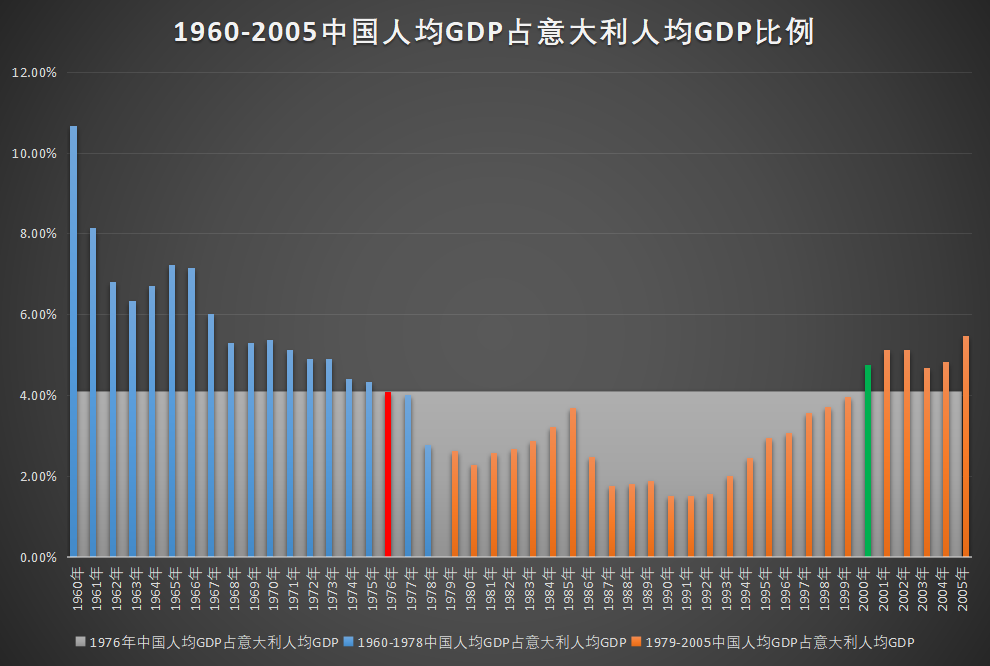 1960-2005中国人均GDP占意大利人均GDP比例
12.00%
10.00%
8.00%
6.00%
4.00%
2.00%
0.00%
1960年
1961年
1962年
1963年
1964年
1965年
1966年
1967年
1968年
1969年
1970年
1971年
1972年
1973年
1974年
1975年
1976年
1977年
1978年
1979年
1980年
1981年
1982年
1983年
1984年
1985年
1986年
1987年
1988年
1989年
1990年
1991年
1992年
1993年
1994年
1995年
1996年
1997年
1998年
1999年
2000年
2001年
2002年
2003年
2004年
2005年
1976年中国人均GDP占意大利人均GDP 1960-1978中国人均GDP占意大利人均GDP 1979-2005中国人均GDP占意大利人均GDP